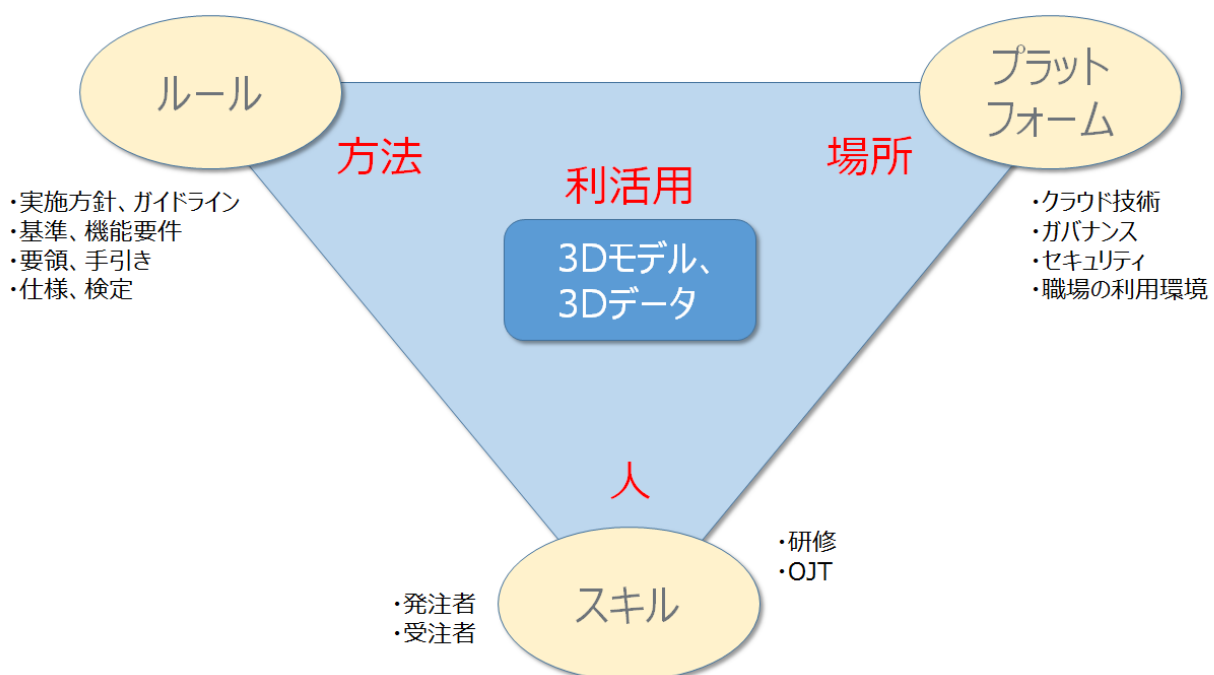 ルール
プラット
フォーム
方法
場所
利活用
・実施方針、ガイドライン
・基準、機能要件
・要領、手引き
・仕様、検定
・クラウド技術
・ガバナンス
・セキュリティ
・職場の利用環境
3Dモデル、
3Dデータ
人
・研修
・OJT
スキル
・発注者
・受注者